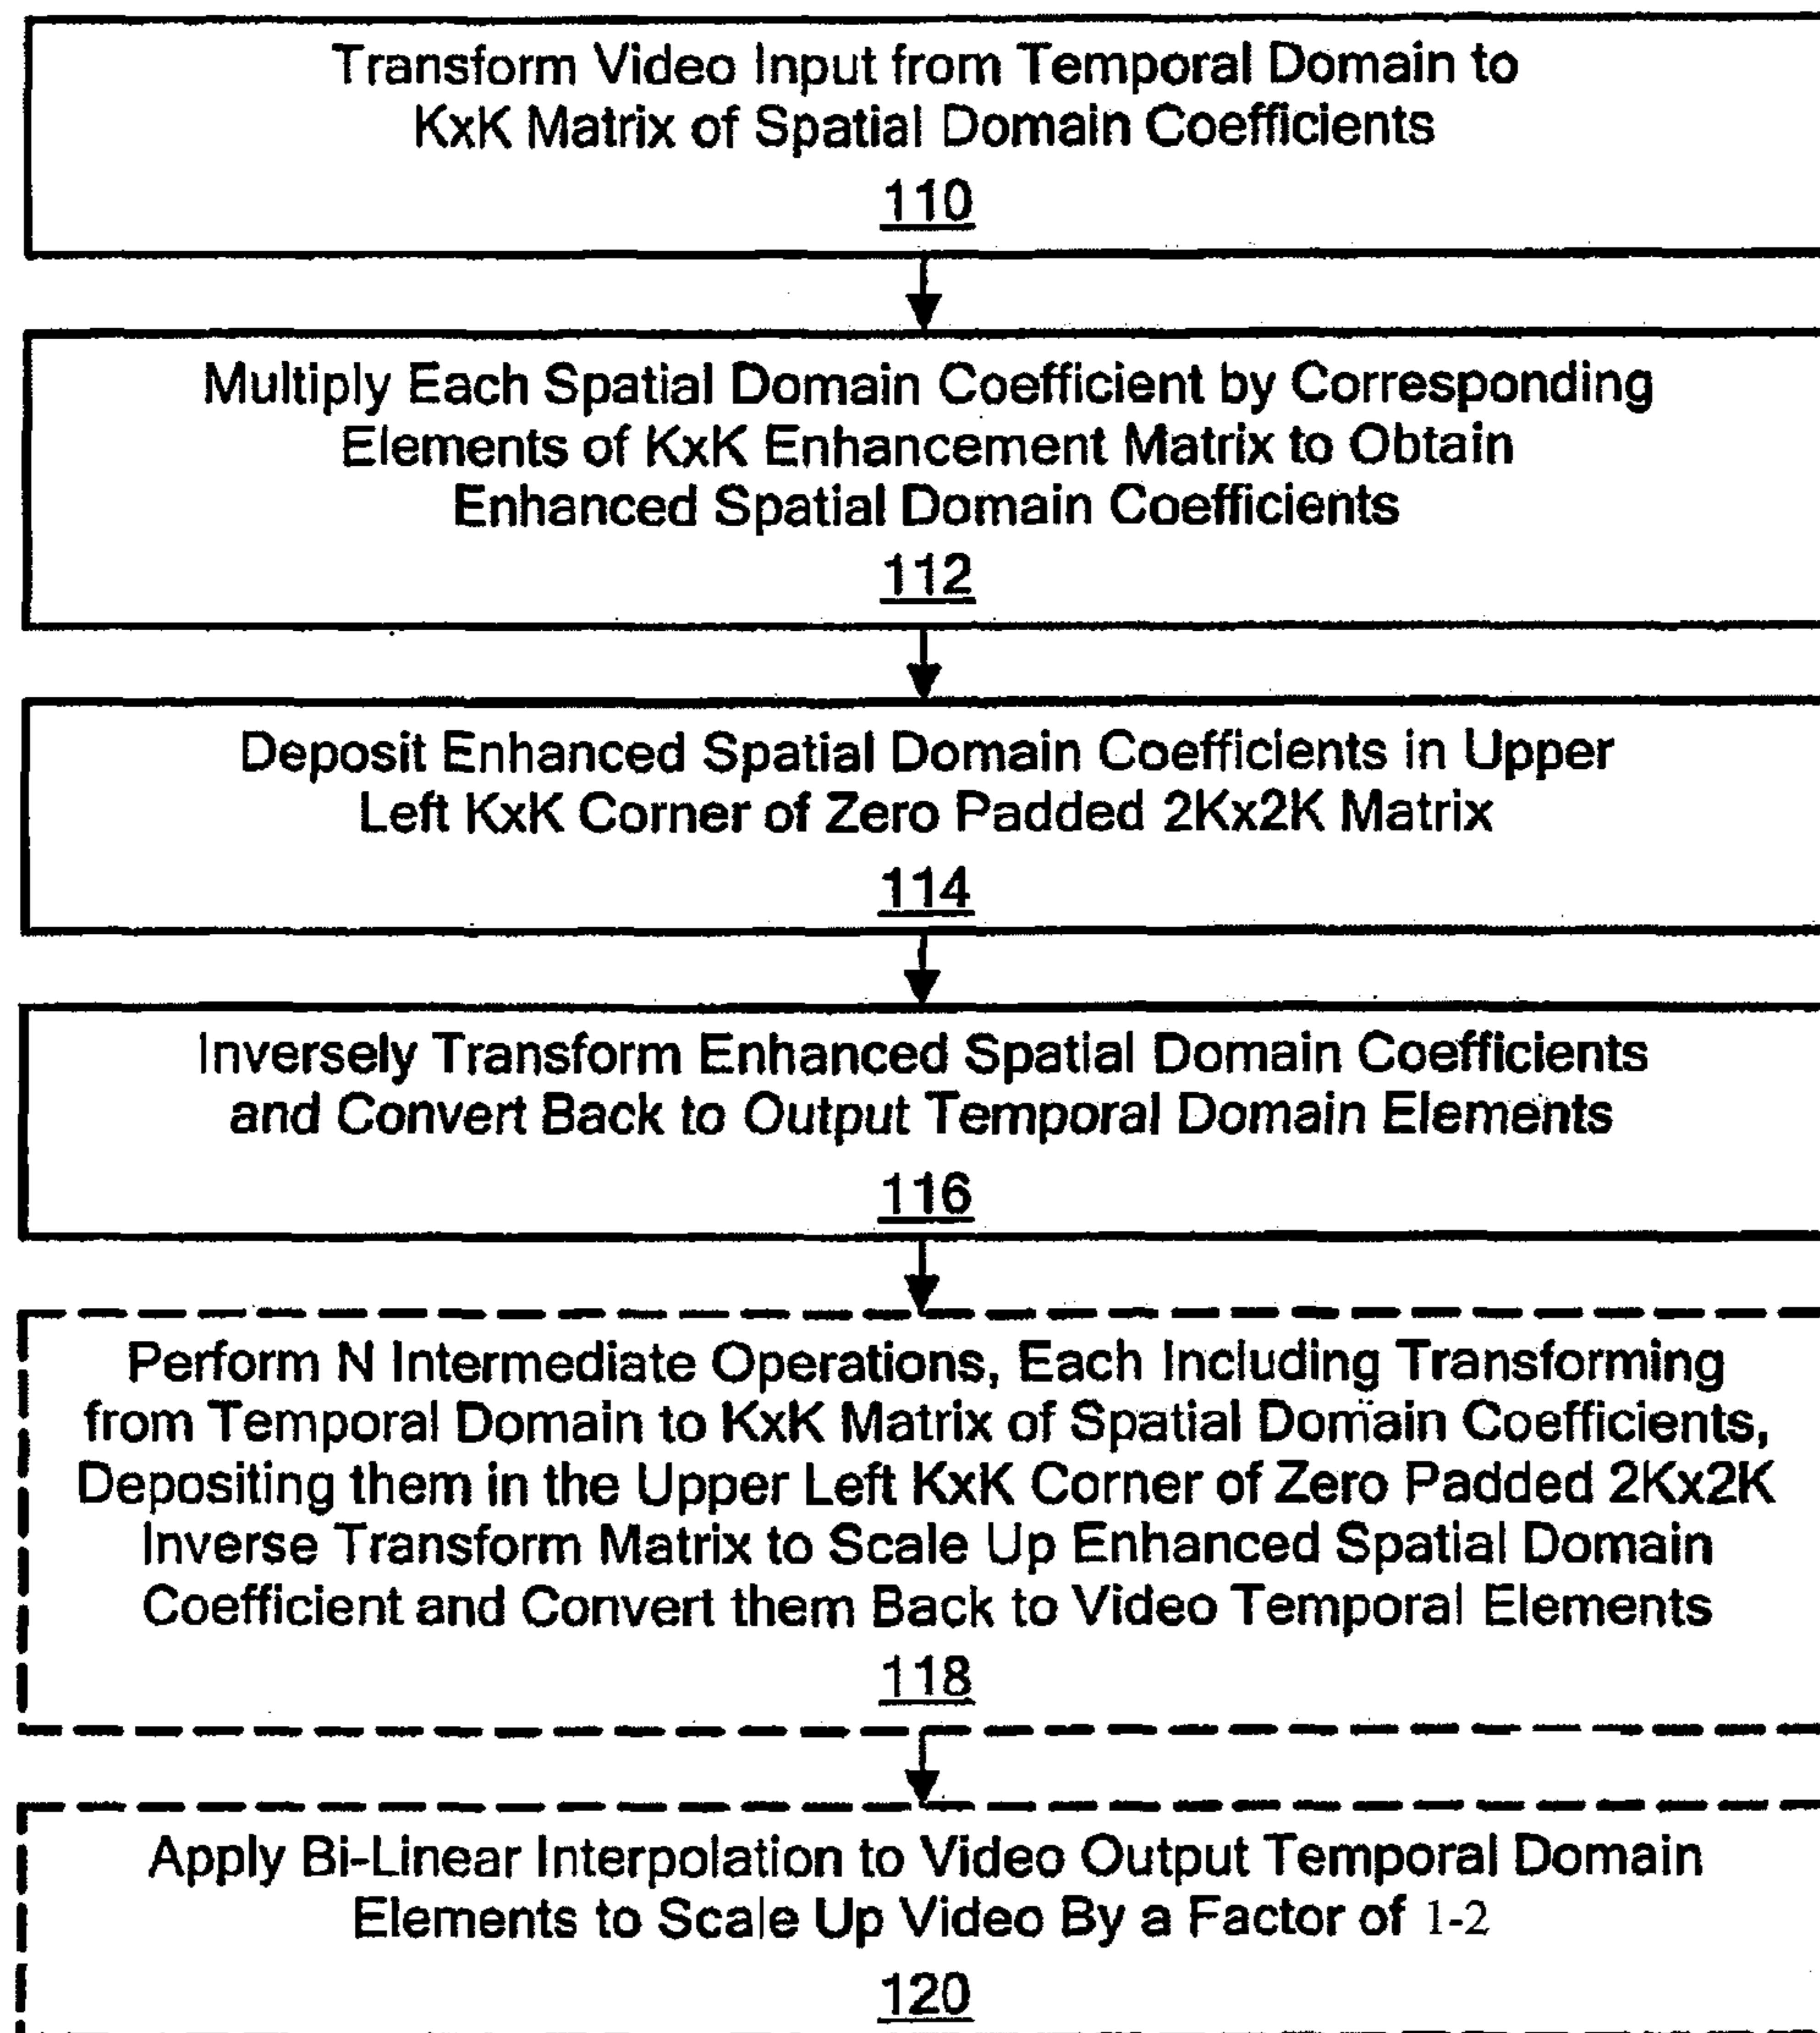 Transform Video Input from Temporal Domain to
KxK Matrix of Spatial Domain Coefficients
110
Multiply Each Spatial Domain Coefficient by Corresponding
Elements of KxK Enhancement Matrix to Obtain
Enhanced Spatial Domain Coefficients
112
Deposit Enhanced Spatial Domain Coefficients in Upper
Left KxK Corner of Zero Padded 2Kx2K Matrix
114
Inversely Transform Enhanced Spatial Domain Coefficients
and Convert Back to Output Temporal Domain Elements
116
Perform N Intermediate Operations, Each Including Transforming
from Temporal Domain to KxK Matrix of Spatial Domain Coefficients,
Depositing them in the Upper Left KxK Corner of Zero Padded 2Kx2K
Inverse Transform Matrix to Scale Up Enhanced Spatial Domain
Coefficient and Convert them Back to Video Temporal Elements
118
Apply Bi-Linear Interpolation to Video Output Temporal Domain
Elements to Scale Up Video By a Factor of 1-2
120